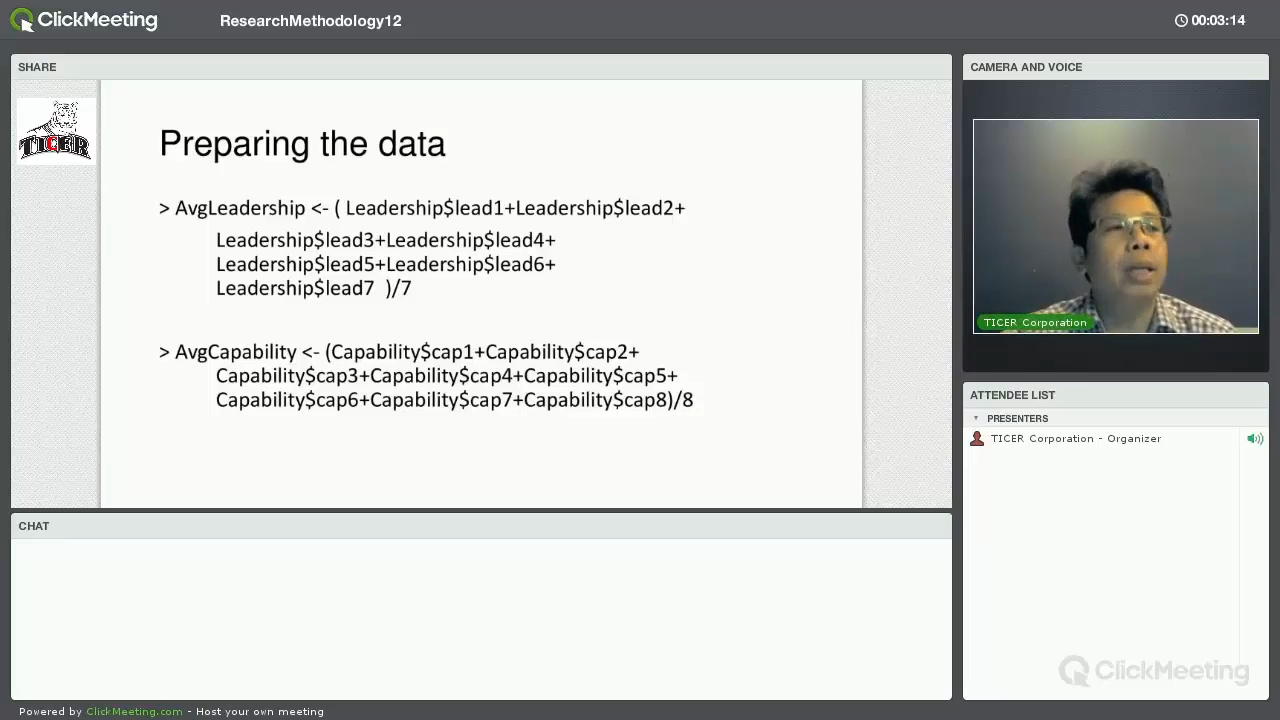 ClickMeeting
ResearchMethodology12
00:03:14
SHARE
TICER
Preparing the data
> AvgLeadership <- ( Leadership$lead1+Leadership$lead2+
Leadership$lead3+Leadership$lead4+
Leadership$lead5+Leadership$lead6+
Leadership$lead7 )/7
> AvgCapability <- (Capability$cap1+Capability$cap2+
Capability$cap3+Capability$cap4+Capability$cap5+
Capability$cap6+Capability$cap7+Capability$cap8)/8
CAMERA AND VOICE
TICER Corporation
ATTENDEE LIST
PRESENTERS
TICER Corporation - Organizer
CHAT
ClickMeeting
Powered by ClickMeeting.com - Host your own meeting